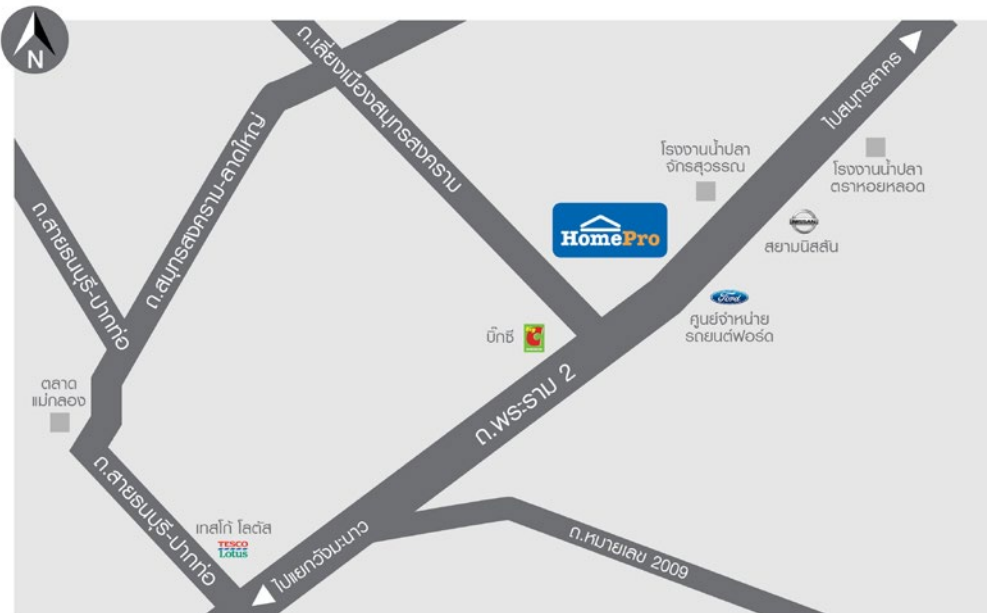 N
ถ.เลี่ยงเมืองสมุทรสงคราม
ไปสมุทรสาคร
ถ.สมุทรสงคราม-ลาดใหญ่
โรงงานน้ำปลา
จักรสุวรรณ
โรงงานน้ำปลา
ตราหอยหลอด
ถ.สายธนบุรี-ปากท่อ
HomePro
NISSAN
สยามนิสสัน
Ford
ศูนย์จำหน่าย
รถยนต์ฟอร์ด
บิ๊กซี
ตลาด
แม่กลอง
ถ.พระราม 2
ถ.สายธนบุรี-ปากท่อ
เทสโก้ โลตัส
TESCO
Lotus
ไปแยกวังมะนาว
ถ.หมายเลข 2009